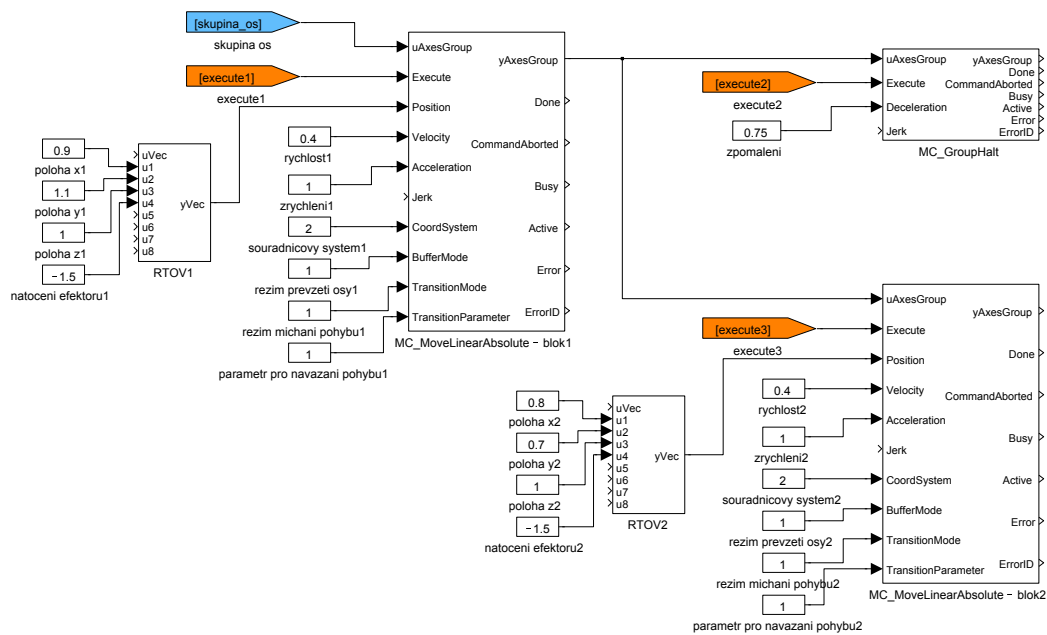 [skupina_os]
skupina os
[execute1]
execute1
uAxesGroup
Execute
Position
Velocity
Acceleration
Jerk
CoordSystem
BufferMode
TransitionMode
TransitionParameter
yAxesGroup
Done
CommandAborted
Busy
Active
Error
ErrorID
MC_MoveLinearAbsolute - blok1
0.4
rychlost1
1
zrychleni1
2
souradnicovy system1
1
rezim prevzeti osy1
1
rezim michani pohybu1
1
parametr pro navazani pohybu1
0.9
poloha x1
1.1
poloha y1
1
poloha z1
-1.5
natoceni efektoru1
uVec
u1
u2
u3
u4
u5
u6
u7
u8
yVec
RTOV1
[execute2]
execute2
0.75
zpomaleni
uAxesGroup
Execute
Deceleration
Jerk
yAxesGroup
Done
CommandAborted
Busy
Active
Error
ErrorID
MC_GroupHalt
[execute3]
execute3
0.8
poloha x2
0.7
poloha y2
1
poloha z2
-1.5
natoceni efektoru2
uVec
u1
u2
u3
u4
u5
u6
u7
u8
yVec
RTOV2
0.4
rychlost2
1
zrychleni2
2
souradnicovy system2
1
rezim prevzeti osy2
1
rezim michani pohybu2
1
parametr pro navazani pohybu2
uAxesGroup
Execute
Position
Velocity
Acceleration
Jerk
CoordSystem
BufferMode
TransitionMode
TransitionParameter
yAxesGroup
Done
CommandAborted
Busy
Active
Error
ErrorID
MC_MoveLinearAbsolute - blok2